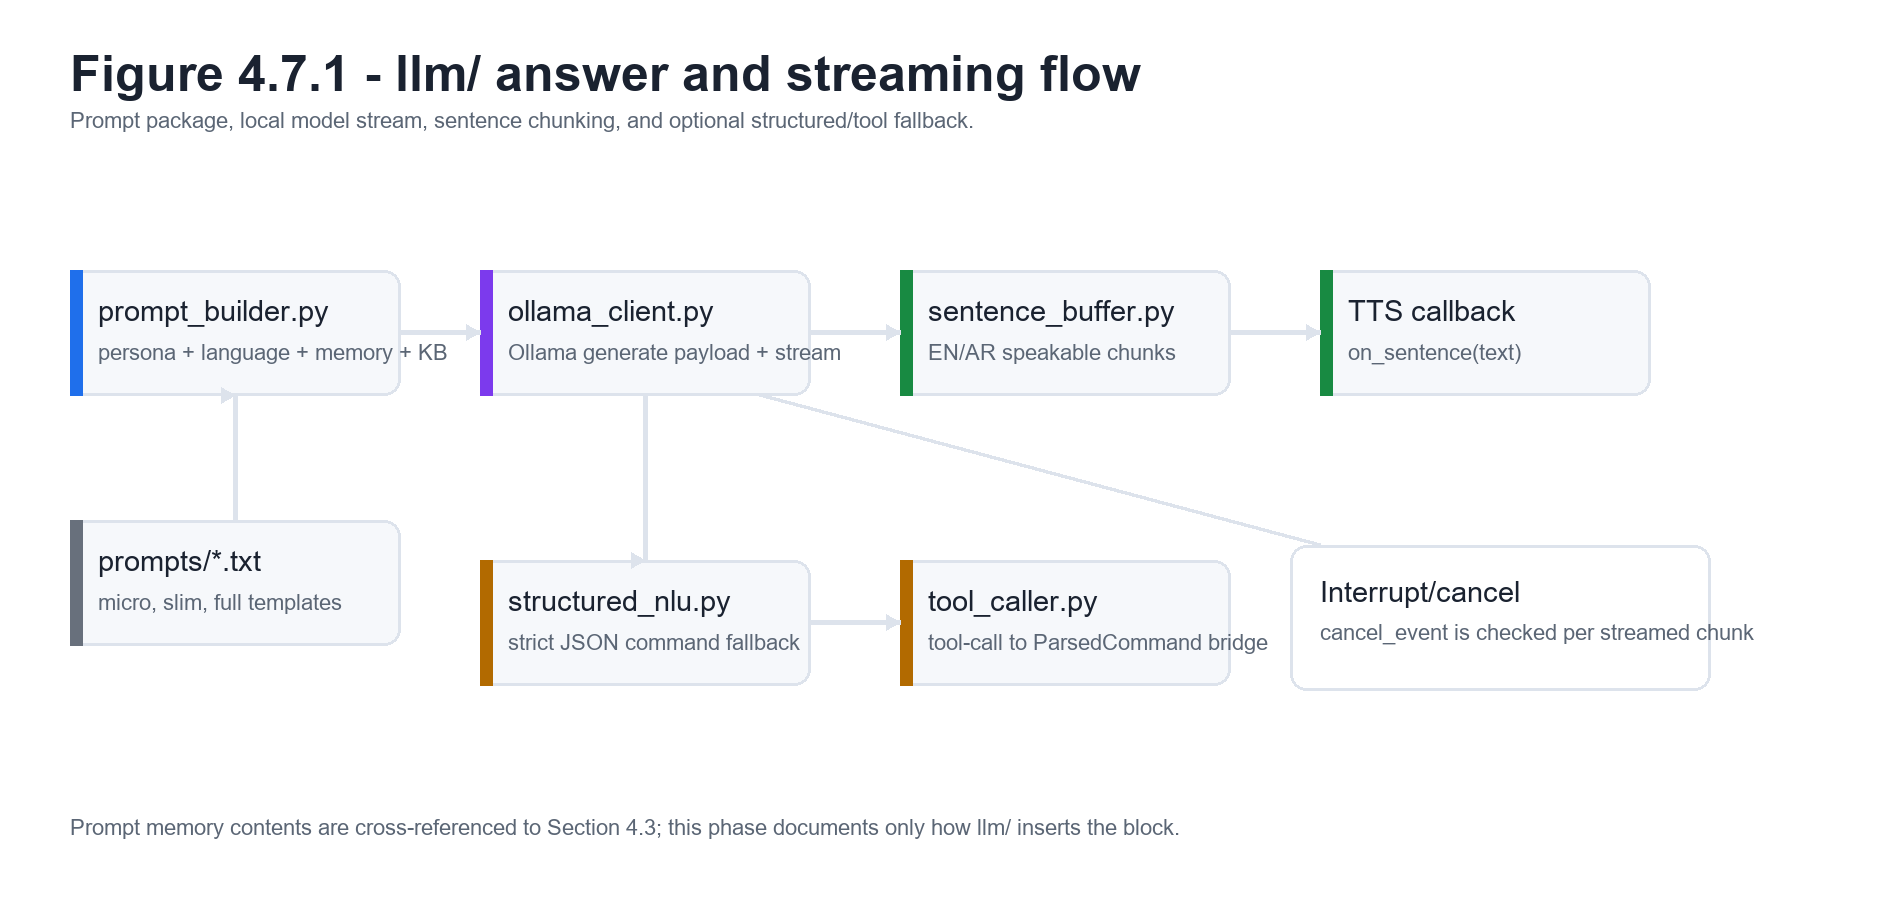 Figure 4.7.1 - llm/ answer and streaming flow
Prompt package, local model stream, sentence chunking, and optional structured/tool fallback.
prompt_builder.py
persona + language + memory + KB
ollama_client.py
Ollama generate payload + stream
sentence_buffer.py
EN/AR speakable chunks
TTS callback
on_sentence(text)
prompts/*.txt
micro, slim, full templates
structured_nlu.py
strict JSON command fallback
tool_caller.py
tool-call to ParsedCommand bridge
Interrupt/cancel
cancel_event is checked per streamed chunk
Prompt memory contents are cross-referenced to Section 4.3; this phase documents only how llm/ inserts the block.